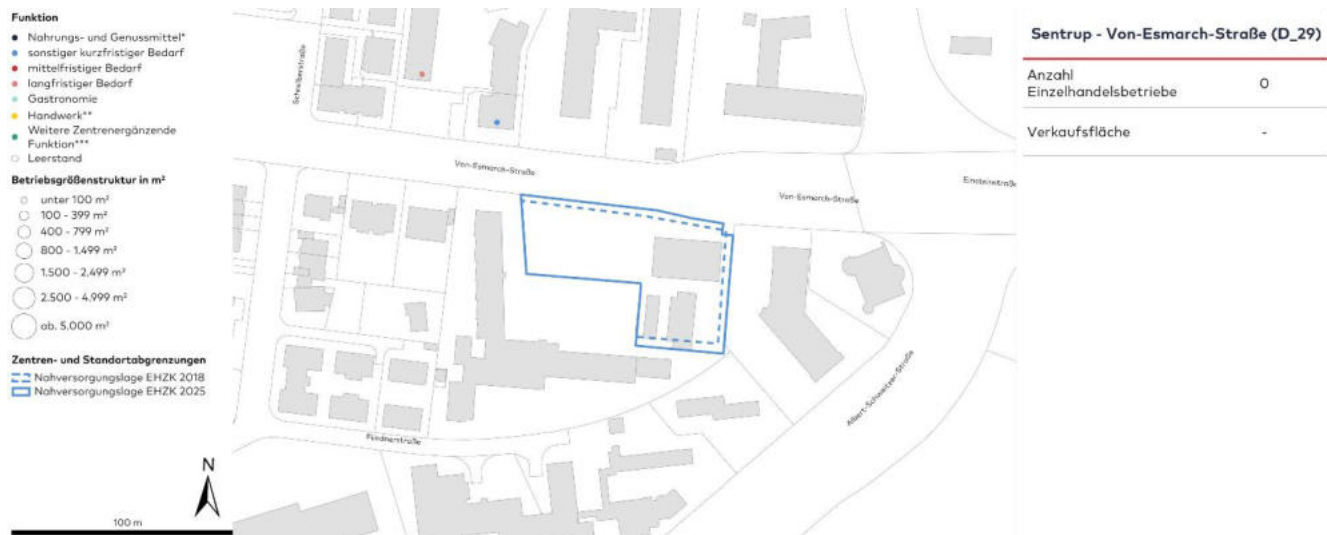 Funktion
Nahrungs- und Genussmittel*
sonstiger kurzfristiger Bedarf
mittelfristiger Bedarf
langfristiger Bedarf
Gastronomie
Handwerk**
Weitere Zentrenergänzende
Funktion***
Leerstand
Betriebsgrößenstruktur in m²
unter 100 m²
100 - 399 m²
400 - 799 m²
800 - 1.499 m²
1.500 - 2.499 m²
2.500 - 4.999 m²
ab. 5.000 m²
Zentren- und Standortabgrenzungen
Nahversorgungslage EHZK 2018
Nahversorgungslage EHZK 2025
N
100 m
Schreiberstraße
Von-Esmarch-Straße
Von-Esmarch-Straße
Einsteinstraße
Albert-Schweitzer-Straße
Fliednerstraße
Sentrup - Von-Esmarch-Straße (D_29)
Anzahl
Einzelhandelsbetriebe 0
Verkaufsfläche -